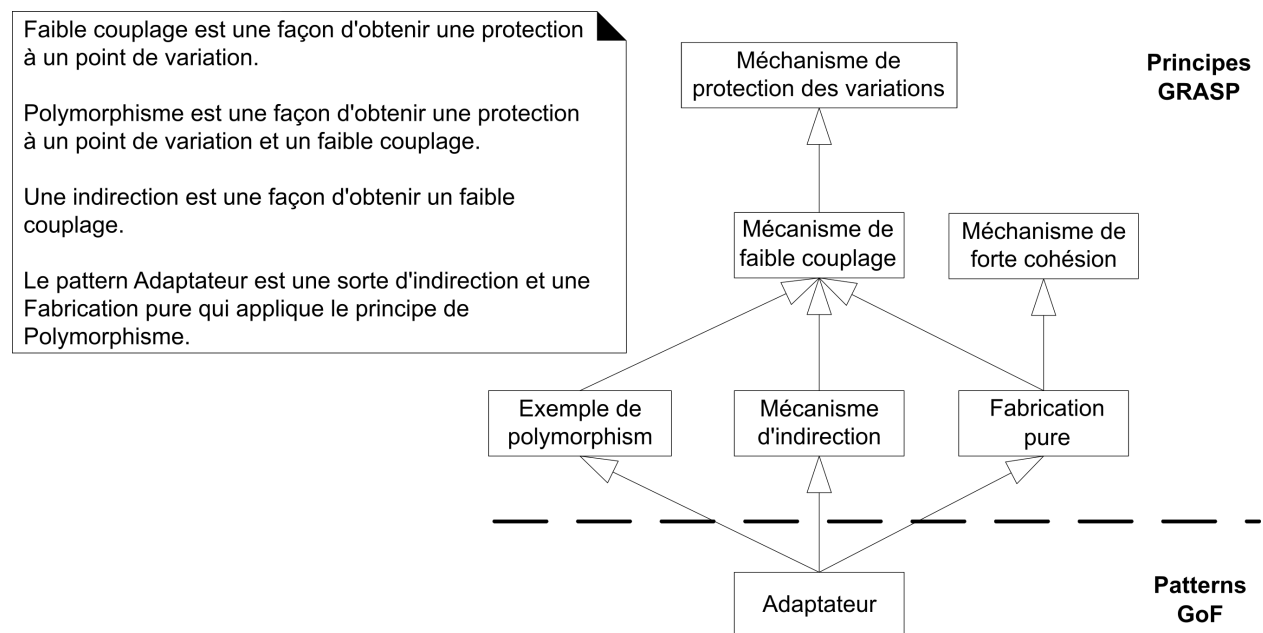 Faible couplage est une façon d'obtenir une protection
à un point de variation.
Polymorphisme est une façon d'obtenir une protection
à un point de variation et un faible couplage.
Une indirection est une façon d'obtenir un faible
couplage.
Le pattern Adaptateur est une sorte d'indirection et une
Fabrication pure qui applique le principe de
Polymorphisme.
Méchanisme de
protection des variations
Principes
GRASP
Mécanisme de
faible couplage
Méchanisme de
forte cohésion
Exemple de
polymorphism
Mécanisme
d'indirection
Fabrication
pure
Adaptateur
Patterns
GoF